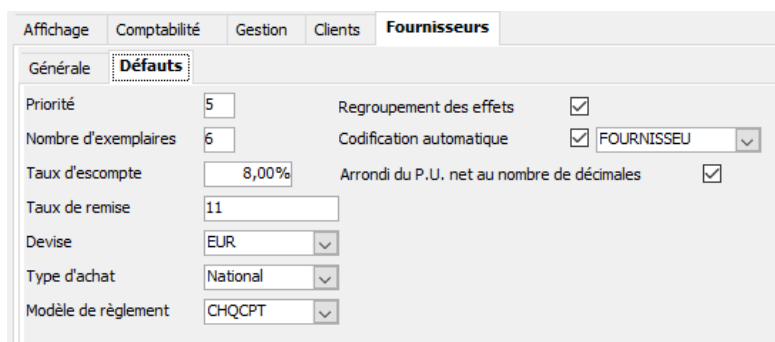 Affichage Comptabilité Gestion Clients Fournisseurs
Générale Défauts
Priorité 5 Regroupement des effets
Nombre d'exemplaires 6 Codification automatique FOURNISSEU
Taux d'escompte 8,00% Arrondi du P.U. net au nombre de décimales
Taux de remise 11
Devise EUR
Type d'achat National
Modèle de règlement CHQCPT